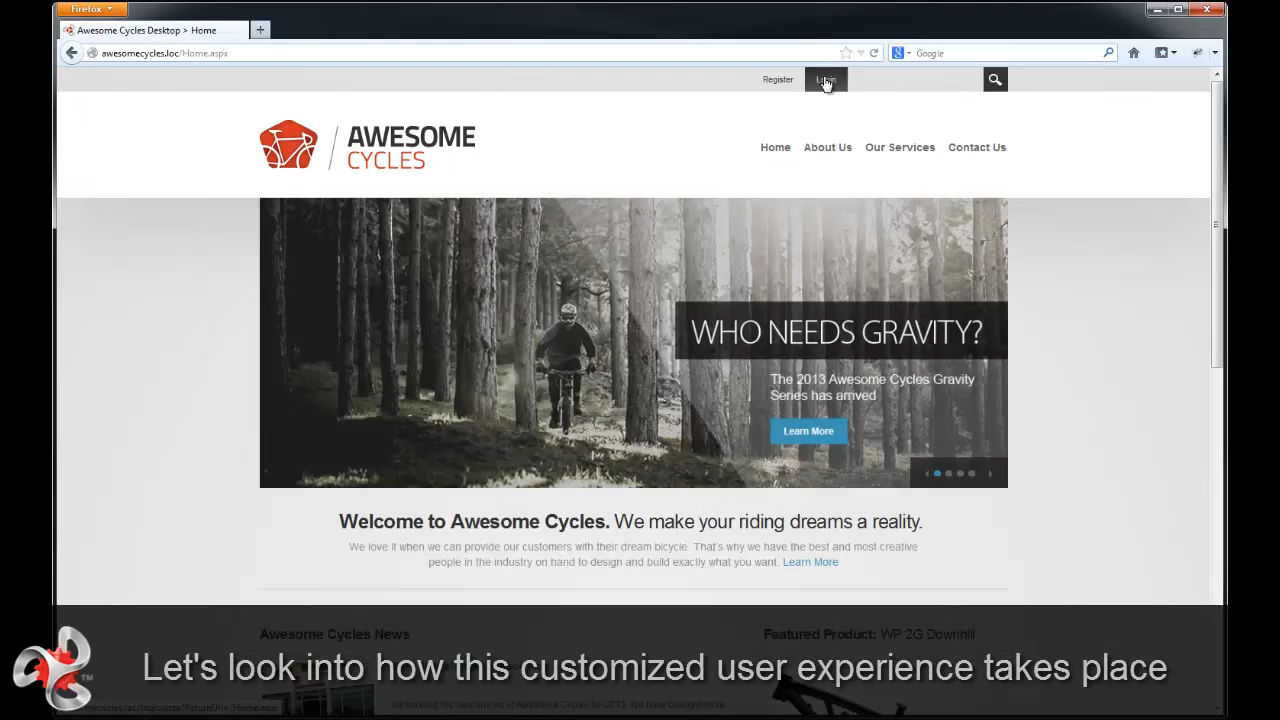 Firefox
Awesome Cycles Desktop > Home
awesomecycles.loc/Home.aspx
Google
Register
AWESOME
CYCLES
Home About Us Our Services Contact Us
WHO NEEDS GRAVITY?
The 2013 Awesome Cycles Gravity
Series has arrived
Learn More
Welcome to Awesome Cycles. We make your riding dreams a reality.
We love it when we can provide our customers with their dream bicycle. That's why we have the best and most creative
people in the industry on hand to design and build exactly what you want. Learn More
Awesome Cycles News
Featured Product: WP 2G Downhill
Let's look into how this customized user experience takes place
TM